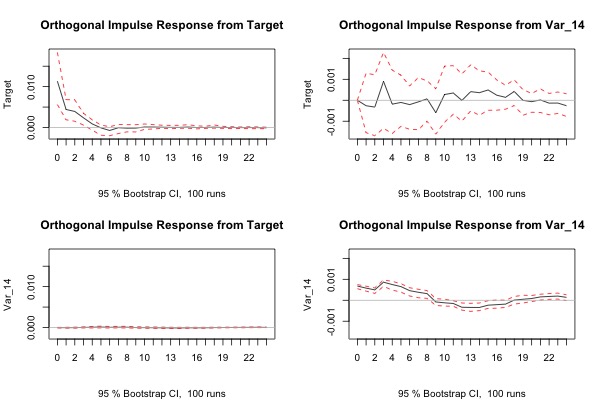 Orthogonal Impulse Response from Target
Target
0.000
0.010
0 2 4 6 8 10 13 16 19 22
95 % Bootstrap CI, 100 runs
Orthogonal Impulse Response from Var_14
Target
-0.001
0.001
0 2 4 6 8 10 13 16 19 22
95 % Bootstrap CI, 100 runs
Orthogonal Impulse Response from Target
Var_14
0.000
0.010
0 2 4 6 8 10 13 16 19 22
95 % Bootstrap CI, 100 runs
Orthogonal Impulse Response from Var_14
Var_14
-0.001
0.001
0 2 4 6 8 10 13 16 19 22
95 % Bootstrap CI, 100 runs